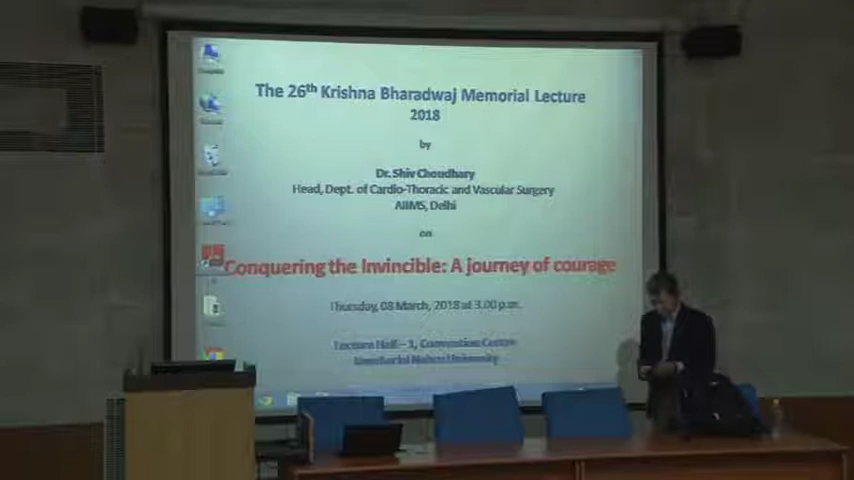 The 26th Krishna Bharadwaj Memorial Lecture
2018
by
Dr. Shiv Choudhary
Head, Dept. of Cardio-Thoracic and Vascular Surgery
AIIMS, Delhi
on
Conquering the Invincible: A journey of courage
Thursday, 08 March, 2018 at 3.00 p.m.
Lecture Hall – 1, Convention Centre
Jawaharlal Nehru University